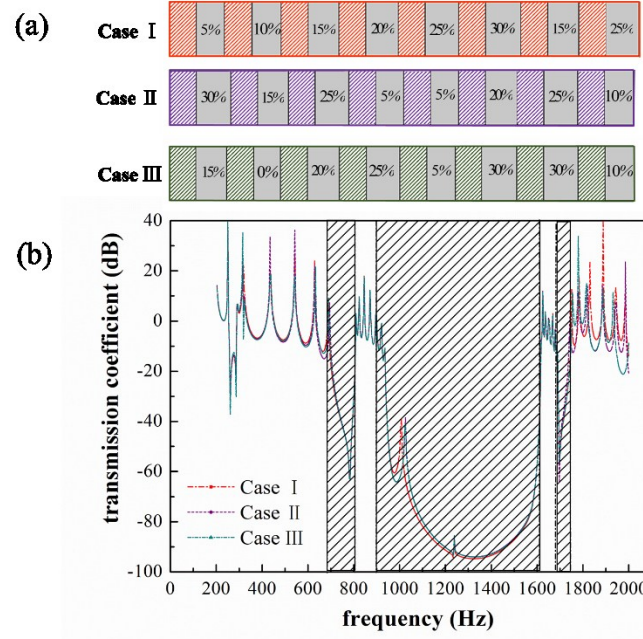 (a)
Case Ⅰ 5% 10% 15% 20% 25% 30% 15% 25%
Case Ⅱ 30% 15% 25% 5% 5% 20% 25% 10%
Case Ⅲ 15% 0% 20% 25% 5% 30% 30% 10%
(b)
transmission coefficient (dB)
40
20
0
-20
-40
-60
-80
-100
Case Ⅰ
Case Ⅱ
Case Ⅲ
0 200 400 600 800 1000 1200 1400 1600 1800 2000
frequency (Hz)